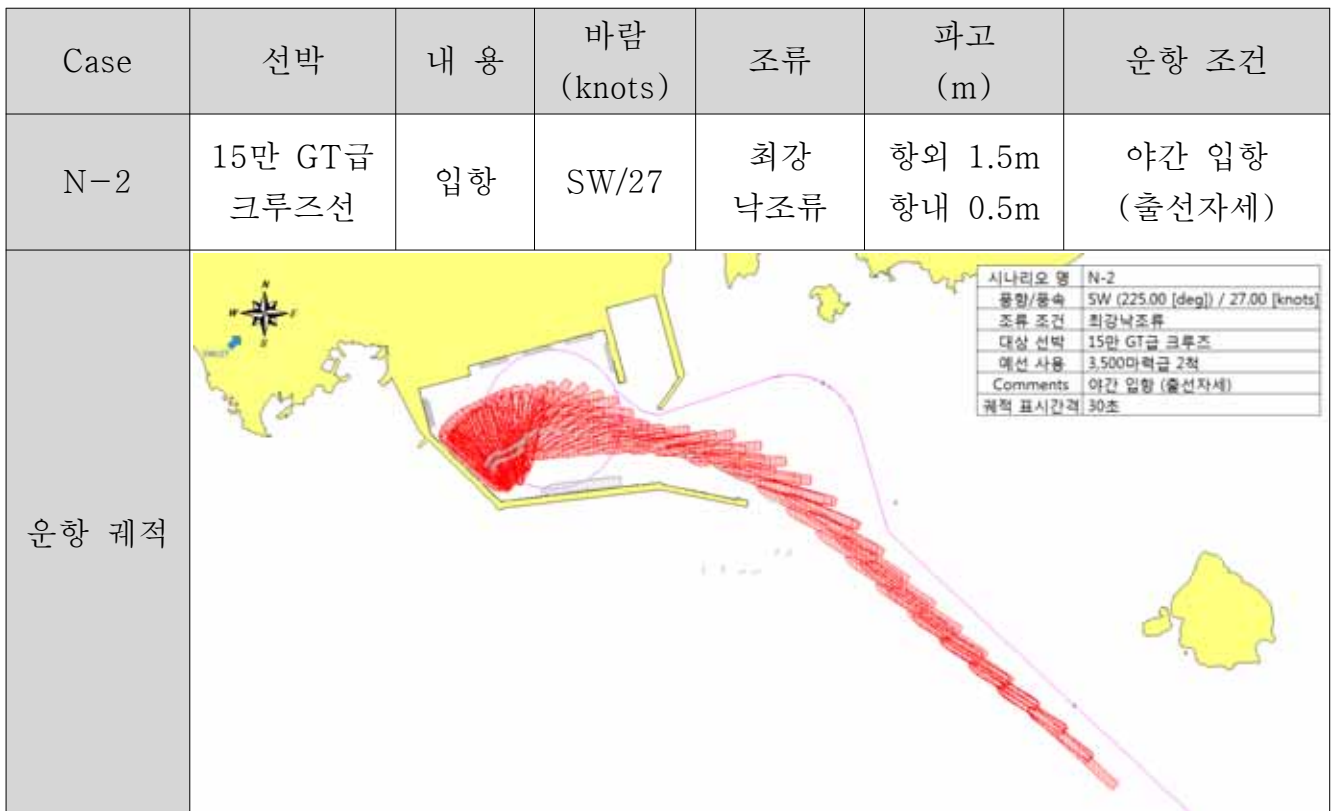 Case 선박 내 용 바람 (knots) 조류 파고 (m) 운항 조건
N-2 15만 GT급 크루즈선 입항 SW/27 최강 낙조류 항외 1.5m 항내 0.5m 야간 입항 (출선자세)
운항 궤적
N
W
E
S
시나리오 명 N-2
풍향/풍속 SW (225.00 [deg]) / 27.00 [knots]
조류 조건 최강낙조류
대상 선박 15만 GT급 크루즈
예선 사용 3,500마력급 2척
Comments 야간 입항 (출선자세)
궤적 표시간격 30초